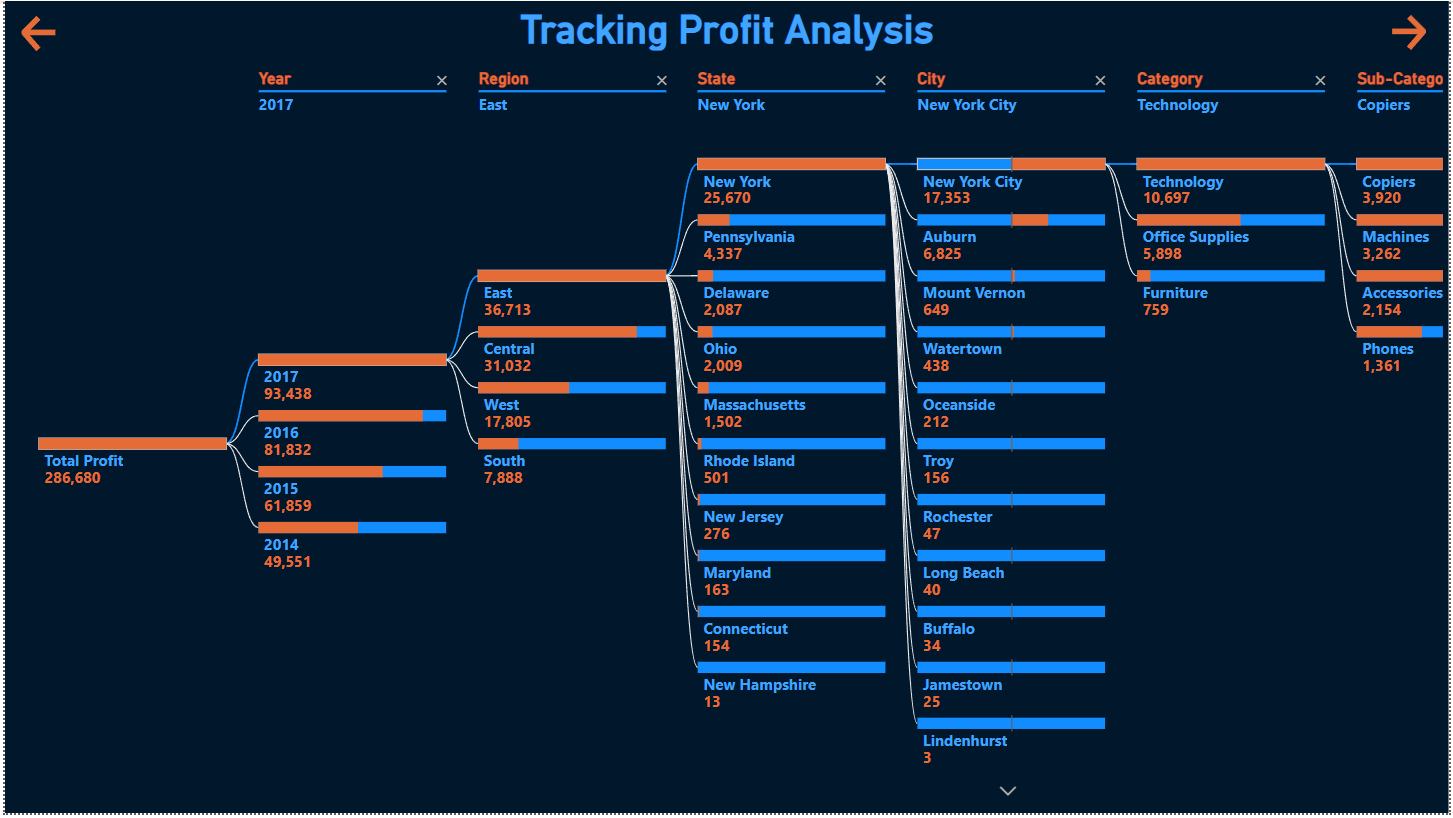 Tracking Profit Analysis
Year
2017
Region
East
State
New York
City
New York City
Category
Technology
Sub-Catego
Copiers
Total Profit
286,680
2017
93,438
2016
81,832
2015
61,859
2014
49,551
East
36,713
Central
31,032
West
17,805
South
7,888
New York
25,670
Pennsylvania
4,337
Delaware
2,087
Ohio
2,009
Massachusetts
1,502
Rhode Island
501
New Jersey
276
Maryland
163
Connecticut
154
New Hampshire
13
New York City
17,353
Auburn
6,825
Mount Vernon
649
Watertown
438
Oceanside
212
Troy
156
Rochester
47
Long Beach
40
Buffalo
34
Jamestown
25
Lindenhurst
3
Technology
10,697
Office Supplies
5,898
Furniture
759
Copiers
3,920
Machines
3,262
Accessories
2,154
Phones
1,361